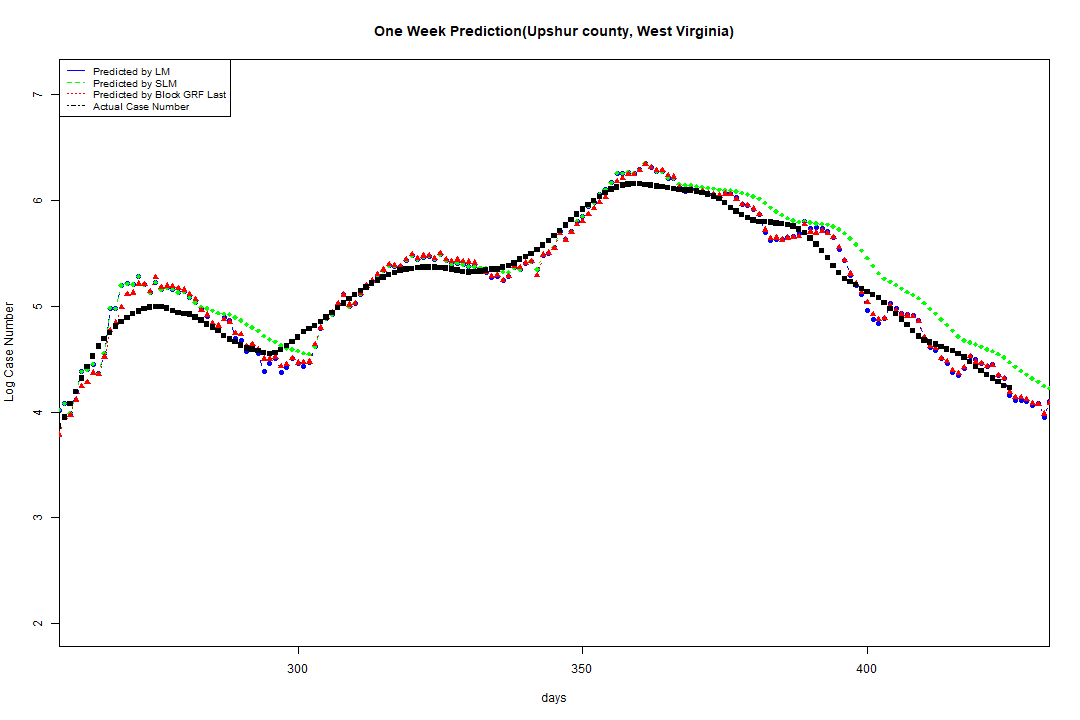 One Week Prediction(Upshur county, West Virginia)
Predicted by LM
Predicted by SLM
Predicted by Block GRF Last
Actual Case Number
7
6
5
4
3
2
Log Case Number
300
350
400
days